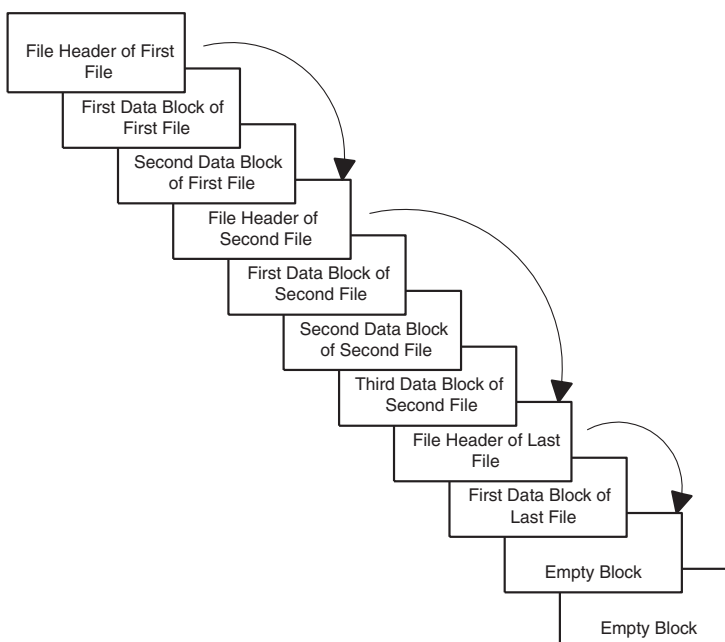 File Header of First
File
First Data Block of
First File
Second Data Block
of First File
File Header of
Second File
First Data Block of
Second File
Second Data Block
of Second File
Third Data Block of
Second File
File Header of Last
File
First Data Block of
Last File
Empty Block
Empty Block